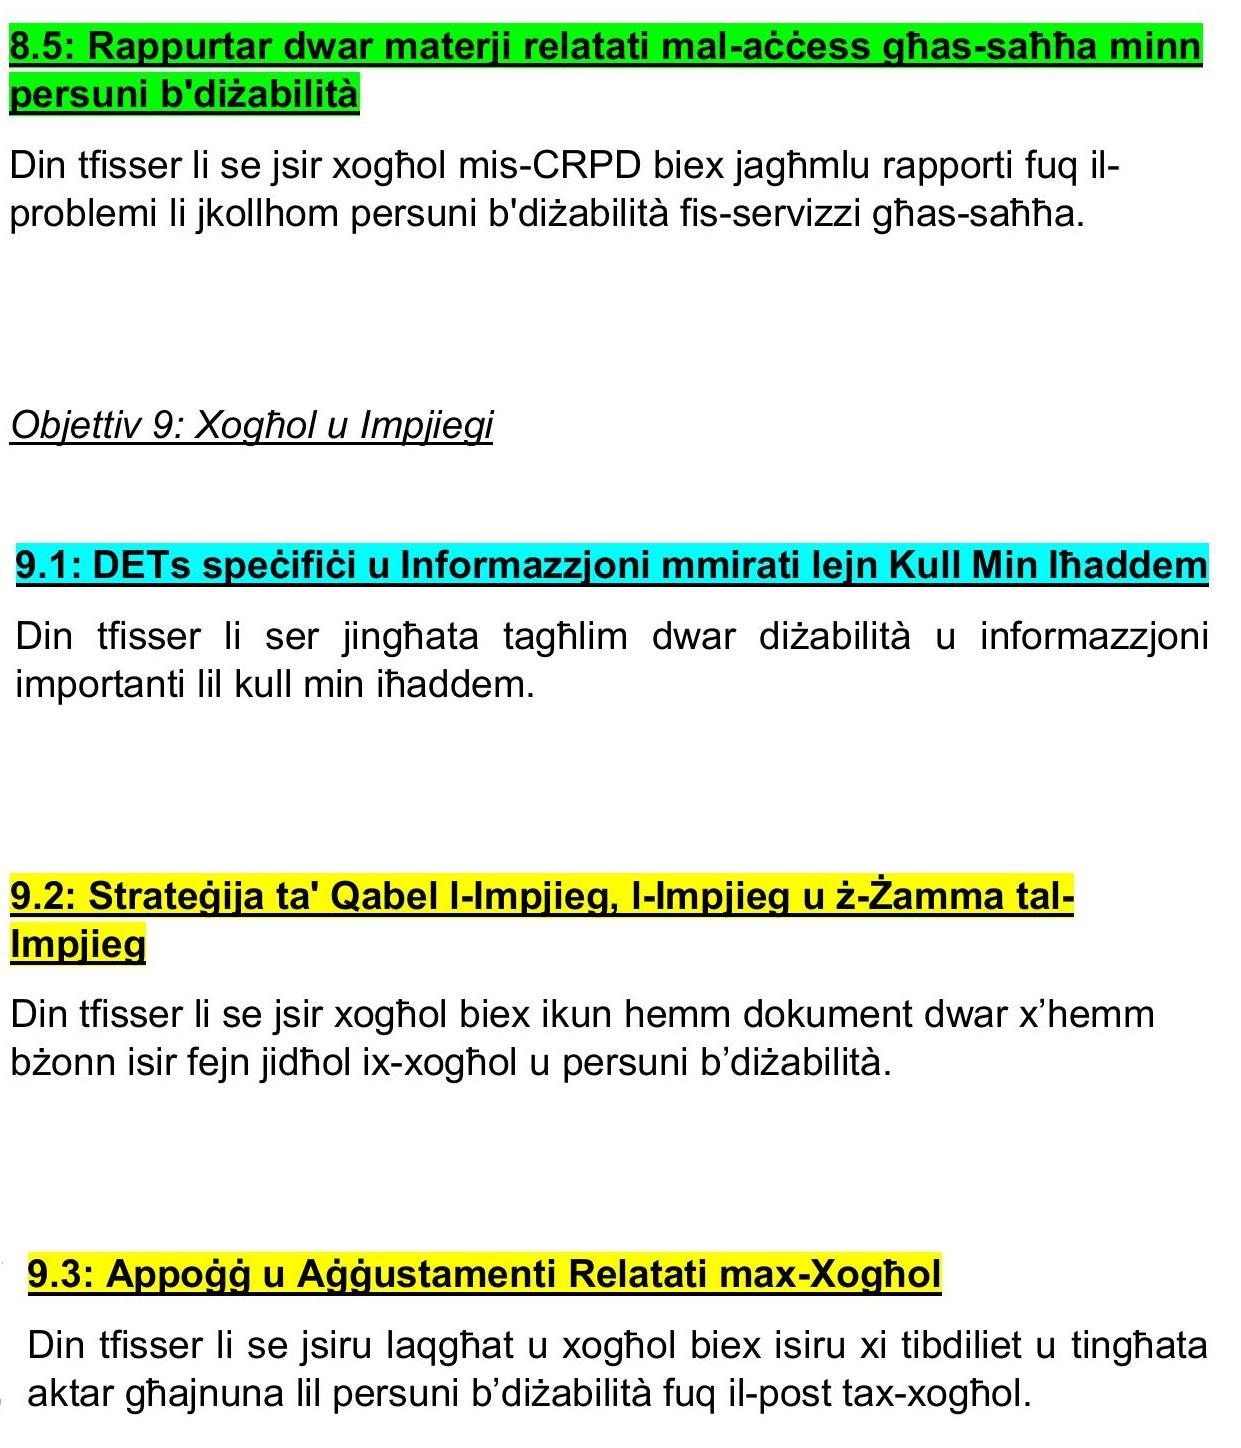 8.5: Rappurtar dwar materji relatati mal-aċċess għas-saħħa minn
persuni b'diżabilità
Din tfisser li se jsir xogħol mis-CRPD biex jagħmlu rapporti fuq il-
problemi li jkollhom persuni b'diżabilità fis-servizzi għas-saħħa.
Objettiv 9: Xogħol u Impjiegi
9.1: DETs speċifiċi u Informazzjoni mmirati lejn Kull Min Iħaddem
Din tfisser li ser jingħata tagħlim dwar diżabilità u informazzjoni
importanti lil kull min iħaddem.
9.2: Strateġija ta' Qabel l-Impjieg, l-Impjieg u ż-Żamma tal-
Impjieg
Din tfisser li se jsir xogħol biex ikun hemm dokument dwar x’hemm
bżonn isir fejn jidħol ix-xogħol u persuni b’diżabilità.
9.3: Appoġġ u Aġġustamenti Relatati max-Xogħol
Din tfisser li se jsiru laqgħat u xogħol biex isiru xi tibdiliet u tingħata
aktar għajnuna lil persuni b’diżabilità fuq il-post tax-xogħol.